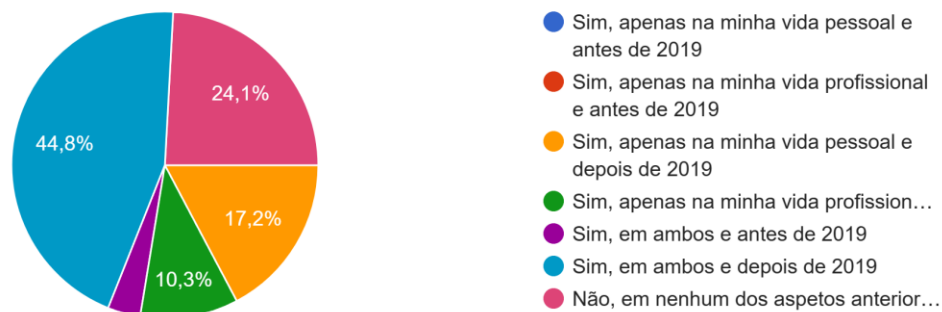 44,8%
24,1%
17,2%
10,3%
Sim, apenas na minha vida pessoal e
antes de 2019
Sim, apenas na minha vida profissional
e antes de 2019
Sim, apenas na minha vida pessoal e
depois de 2019
Sim, apenas na minha vida profission…
Sim, em ambos e antes de 2019
Sim, em ambos e depois de 2019
Não, em nenhum dos aspetos anterior…